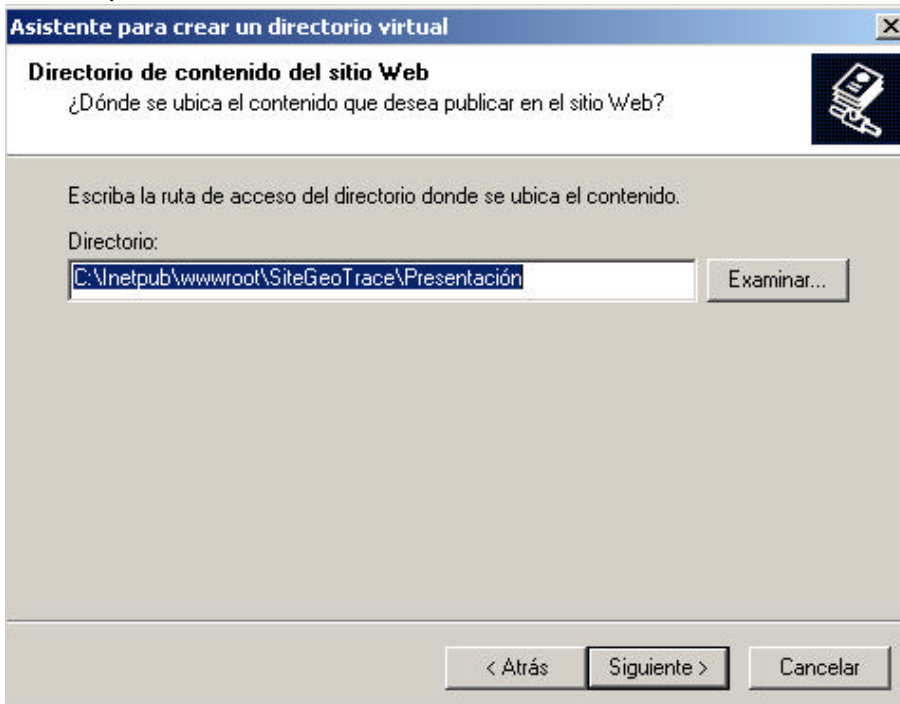 Asistente para crear un directorio virtual
Directorio de contenido del sitio Web
¿Dónde se ubica el contenido que desea publicar en el sitio Web?
Escriba la ruta de acceso del directorio donde se ubica el contenido.
Directorio:
C:\Inetpub\wwwroot\SiteGeoTrace\Presentación
Examinar...
< Atrás
Siguiente >
Cancelar